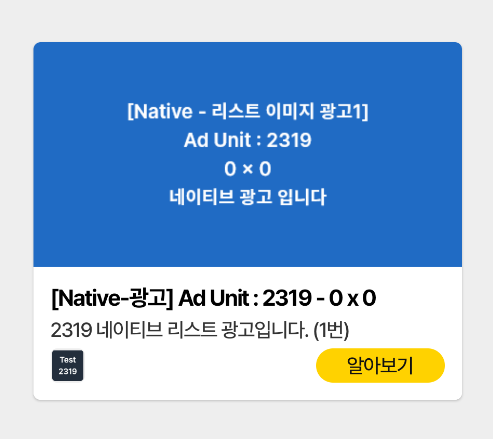 [Native - 리스트 이미지 광고1]
Ad Unit : 2319
0 × 0
네이티브 광고 입니다
[Native-광고] Ad Unit : 2319 - 0 x 0
2319 네이티브 리스트 광고입니다. (1번)
Test
2319
알아보기